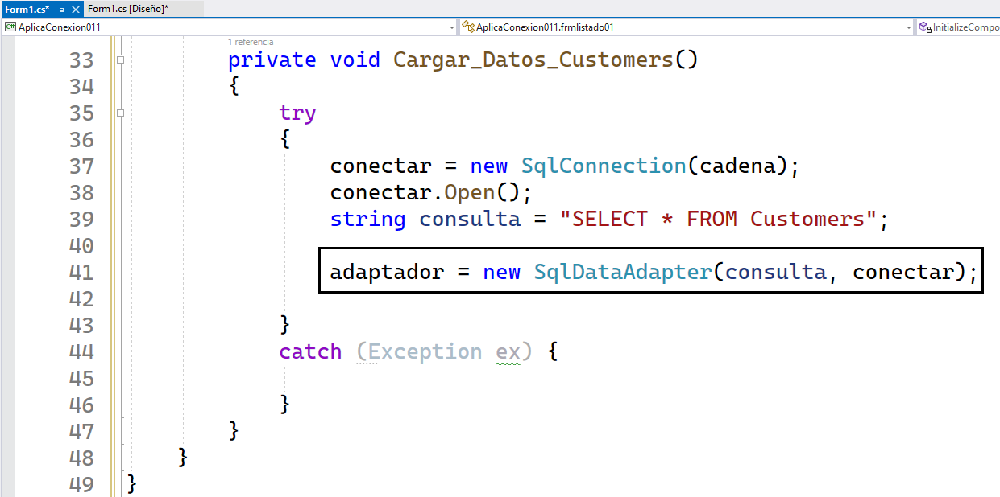 Form1.cs*
Form1.cs [Diseño]*
C# AplicaConexion011
AplicaConexion011.frmlistado01
InitializeCompo
1 referencia
33 private void Cargar_Datos_Customers()
34 {
35 try
36 {
37 conectar = new SqlConnection(cadena);
38 conectar.Open();
39 string consulta = "SELECT * FROM Customers";
40
41 adaptador = new SqlDataAdapter(consulta, conectar);
42
43 }
44 catch (Exception ex) {
45
46 }
47 }
48 }
49 }